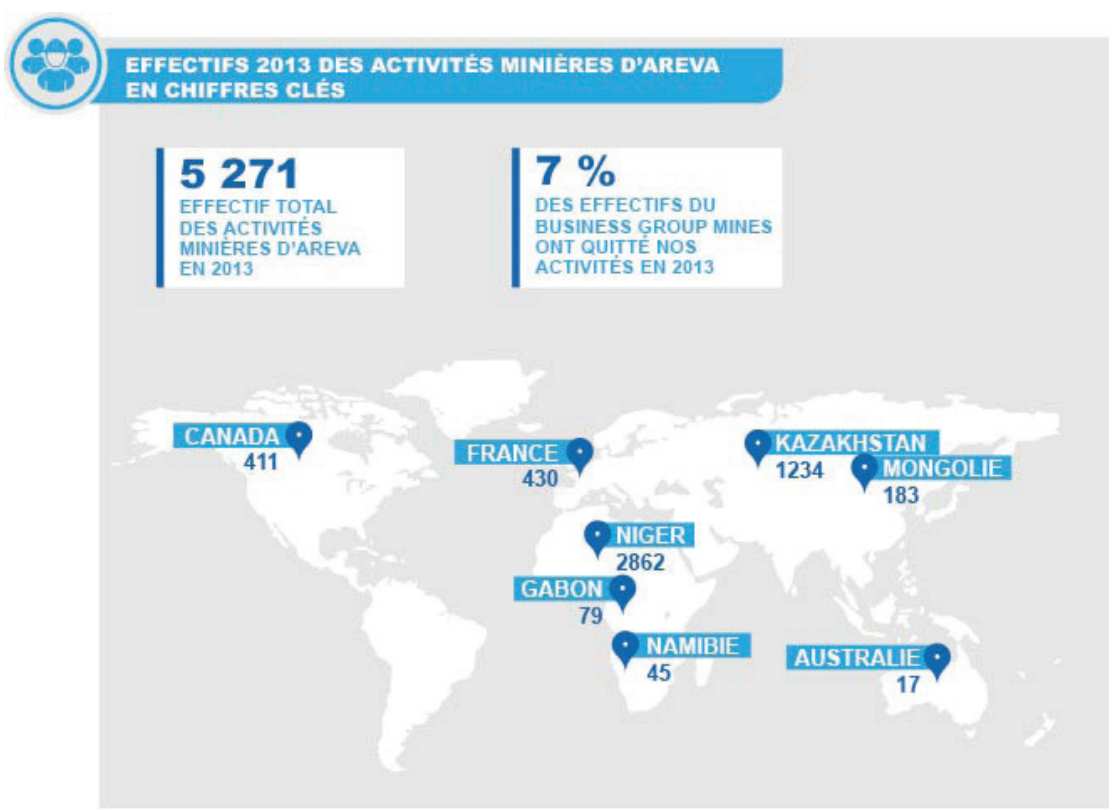 EFFECTIFS 2013 DES ACTIVITÉS MINIÈRES D'AREVA
EN CHIFFRES CLÉS
5 271
EFFECTIF TOTAL
DES ACTIVITÉS
MINIÈRES D'AREVA
EN 2013
7 %
DES EFFECTIFS DU
BUSINESS GROUP MINES
ONT QUITTÉ NOS
ACTIVITÉS EN 2013
CANADA
411
FRANCE
430
KAZAKHSTAN
1234
MONGOLIE
183
NIGER
2862
GABON
79
NAMIBIE
45
AUSTRALIE
17